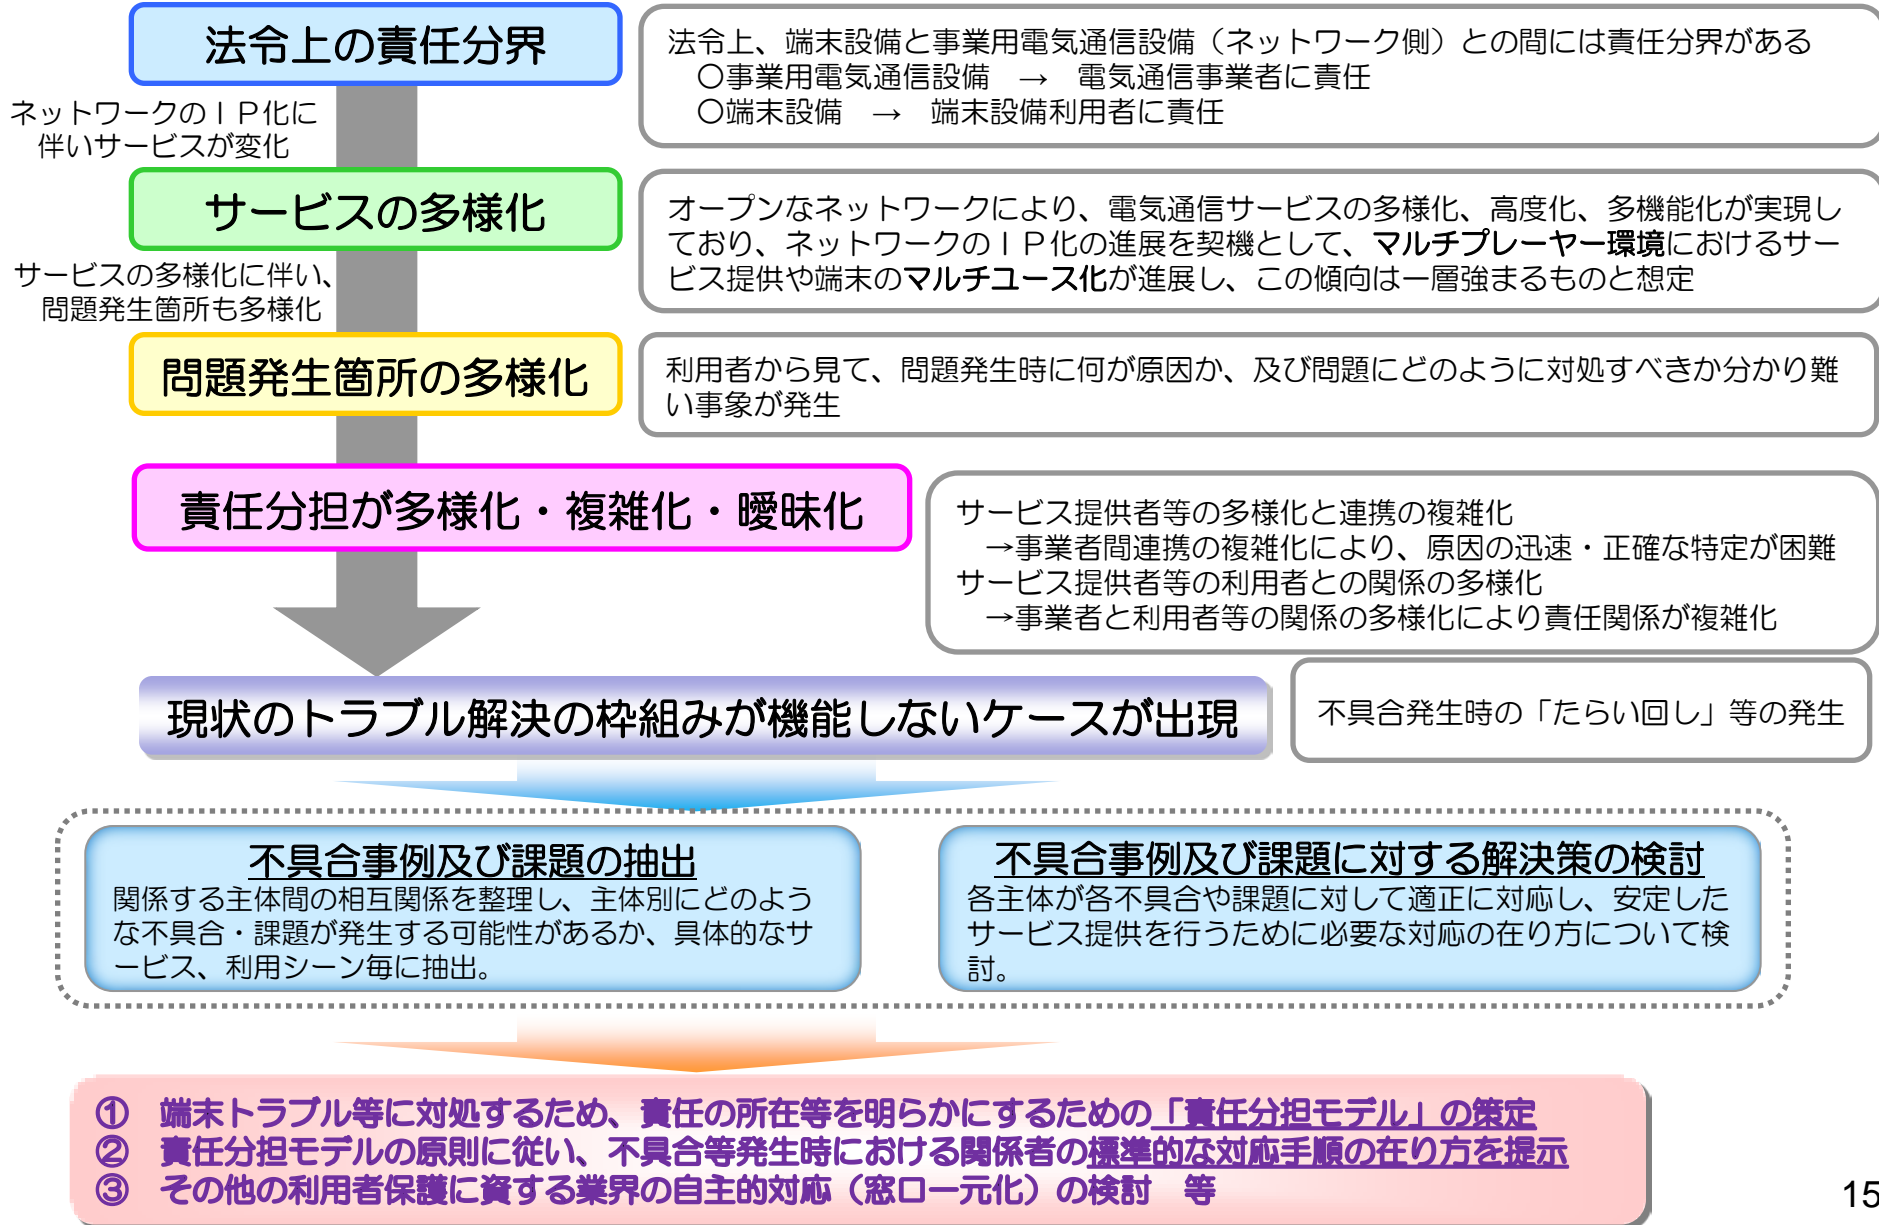 法令上の責任分界
法令上、端末設備と事業用電気通信設備（ネットワーク側）との間には責任分界がある
〇事業用電気通信設備　→　電気通信事業者に責任
〇端末設備　→　端末設備利用者に責任
ネットワークのＩＰ化に
伴いサービスが変化
サービスの多様化
オープンなネットワークにより、電気通信サービスの多様化、高度化、多機能化が実現し
ており、ネットワークのＩＰ化の進展を契機として、マルチプレーヤー環境におけるサー
ビス提供や端末のマルチユース化が進展し、この傾向は一層強まるものと想定
サービスの多様化に伴い、
問題発生箇所も多様化
問題発生箇所の多様化
利用者から見て、問題発生時に何が原因か、及び問題にどのように対処すべきか分かり難
い事象が発生
責任分担が多様化・複雑化・曖昧化
サービス提供者等の多様化と連携の複雑化
→事業者間連携の複雑化により、原因の迅速・正確な特定が困難
サービス提供者等の利用者との関係の多様化
→事業者と利用者等の関係の多様化により責任関係が複雑化
現状のトラブル解決の枠組みが機能しないケースが出現
不具合発生時の「たらい回し」等の発生
不具合事例及び課題の抽出
関係する主体間の相互関係を整理し、主体別にどのよう
な不具合・課題が発生する可能性があるか、具体的なサ
ービス、利用シーン毎に抽出。
不具合事例及び課題に対する解決策の検討
各主体が各不具合や課題に対して適正に対応し、安定した
サービス提供を行うために必要な対応の在り方について検
討。
①　端末トラブル等に対処するため、責任の所在等を明らかにするための「責任分担モデル」の策定
②　責任分担モデルの原則に従い、不具合等発生時における関係者の標準的な対応手順の在り方を提示
③　その他の利用者保護に資する業界の自主的対応（窓口一元化）の検討　等
15